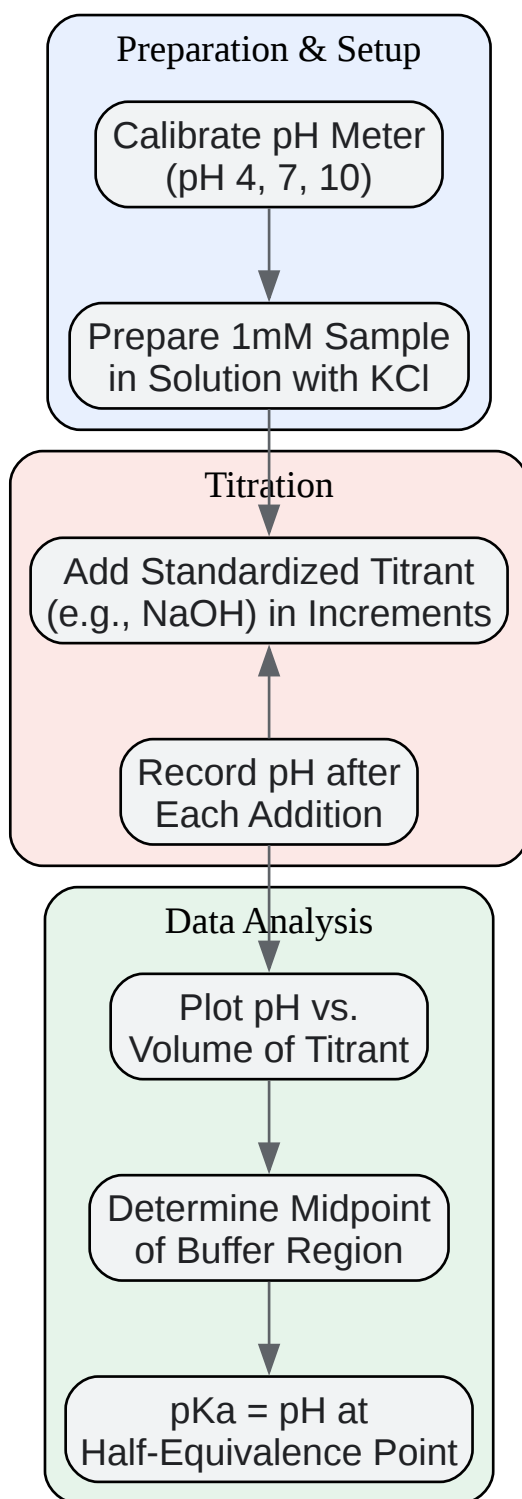 Preparation & Setup
Calibrate pH Meter
(pH 4, 7, 10)
Prepare 1mM Sample
in Solution with KCl
Titration
Add Standardized Titrant
(e.g., NaOH) in Increments
Record pH after
Each Addition
Data Analysis
Plot pH vs.
Volume of Titrant
Determine Midpoint
of Buffer Region
pKa = pH at
Half-Equivalence Point